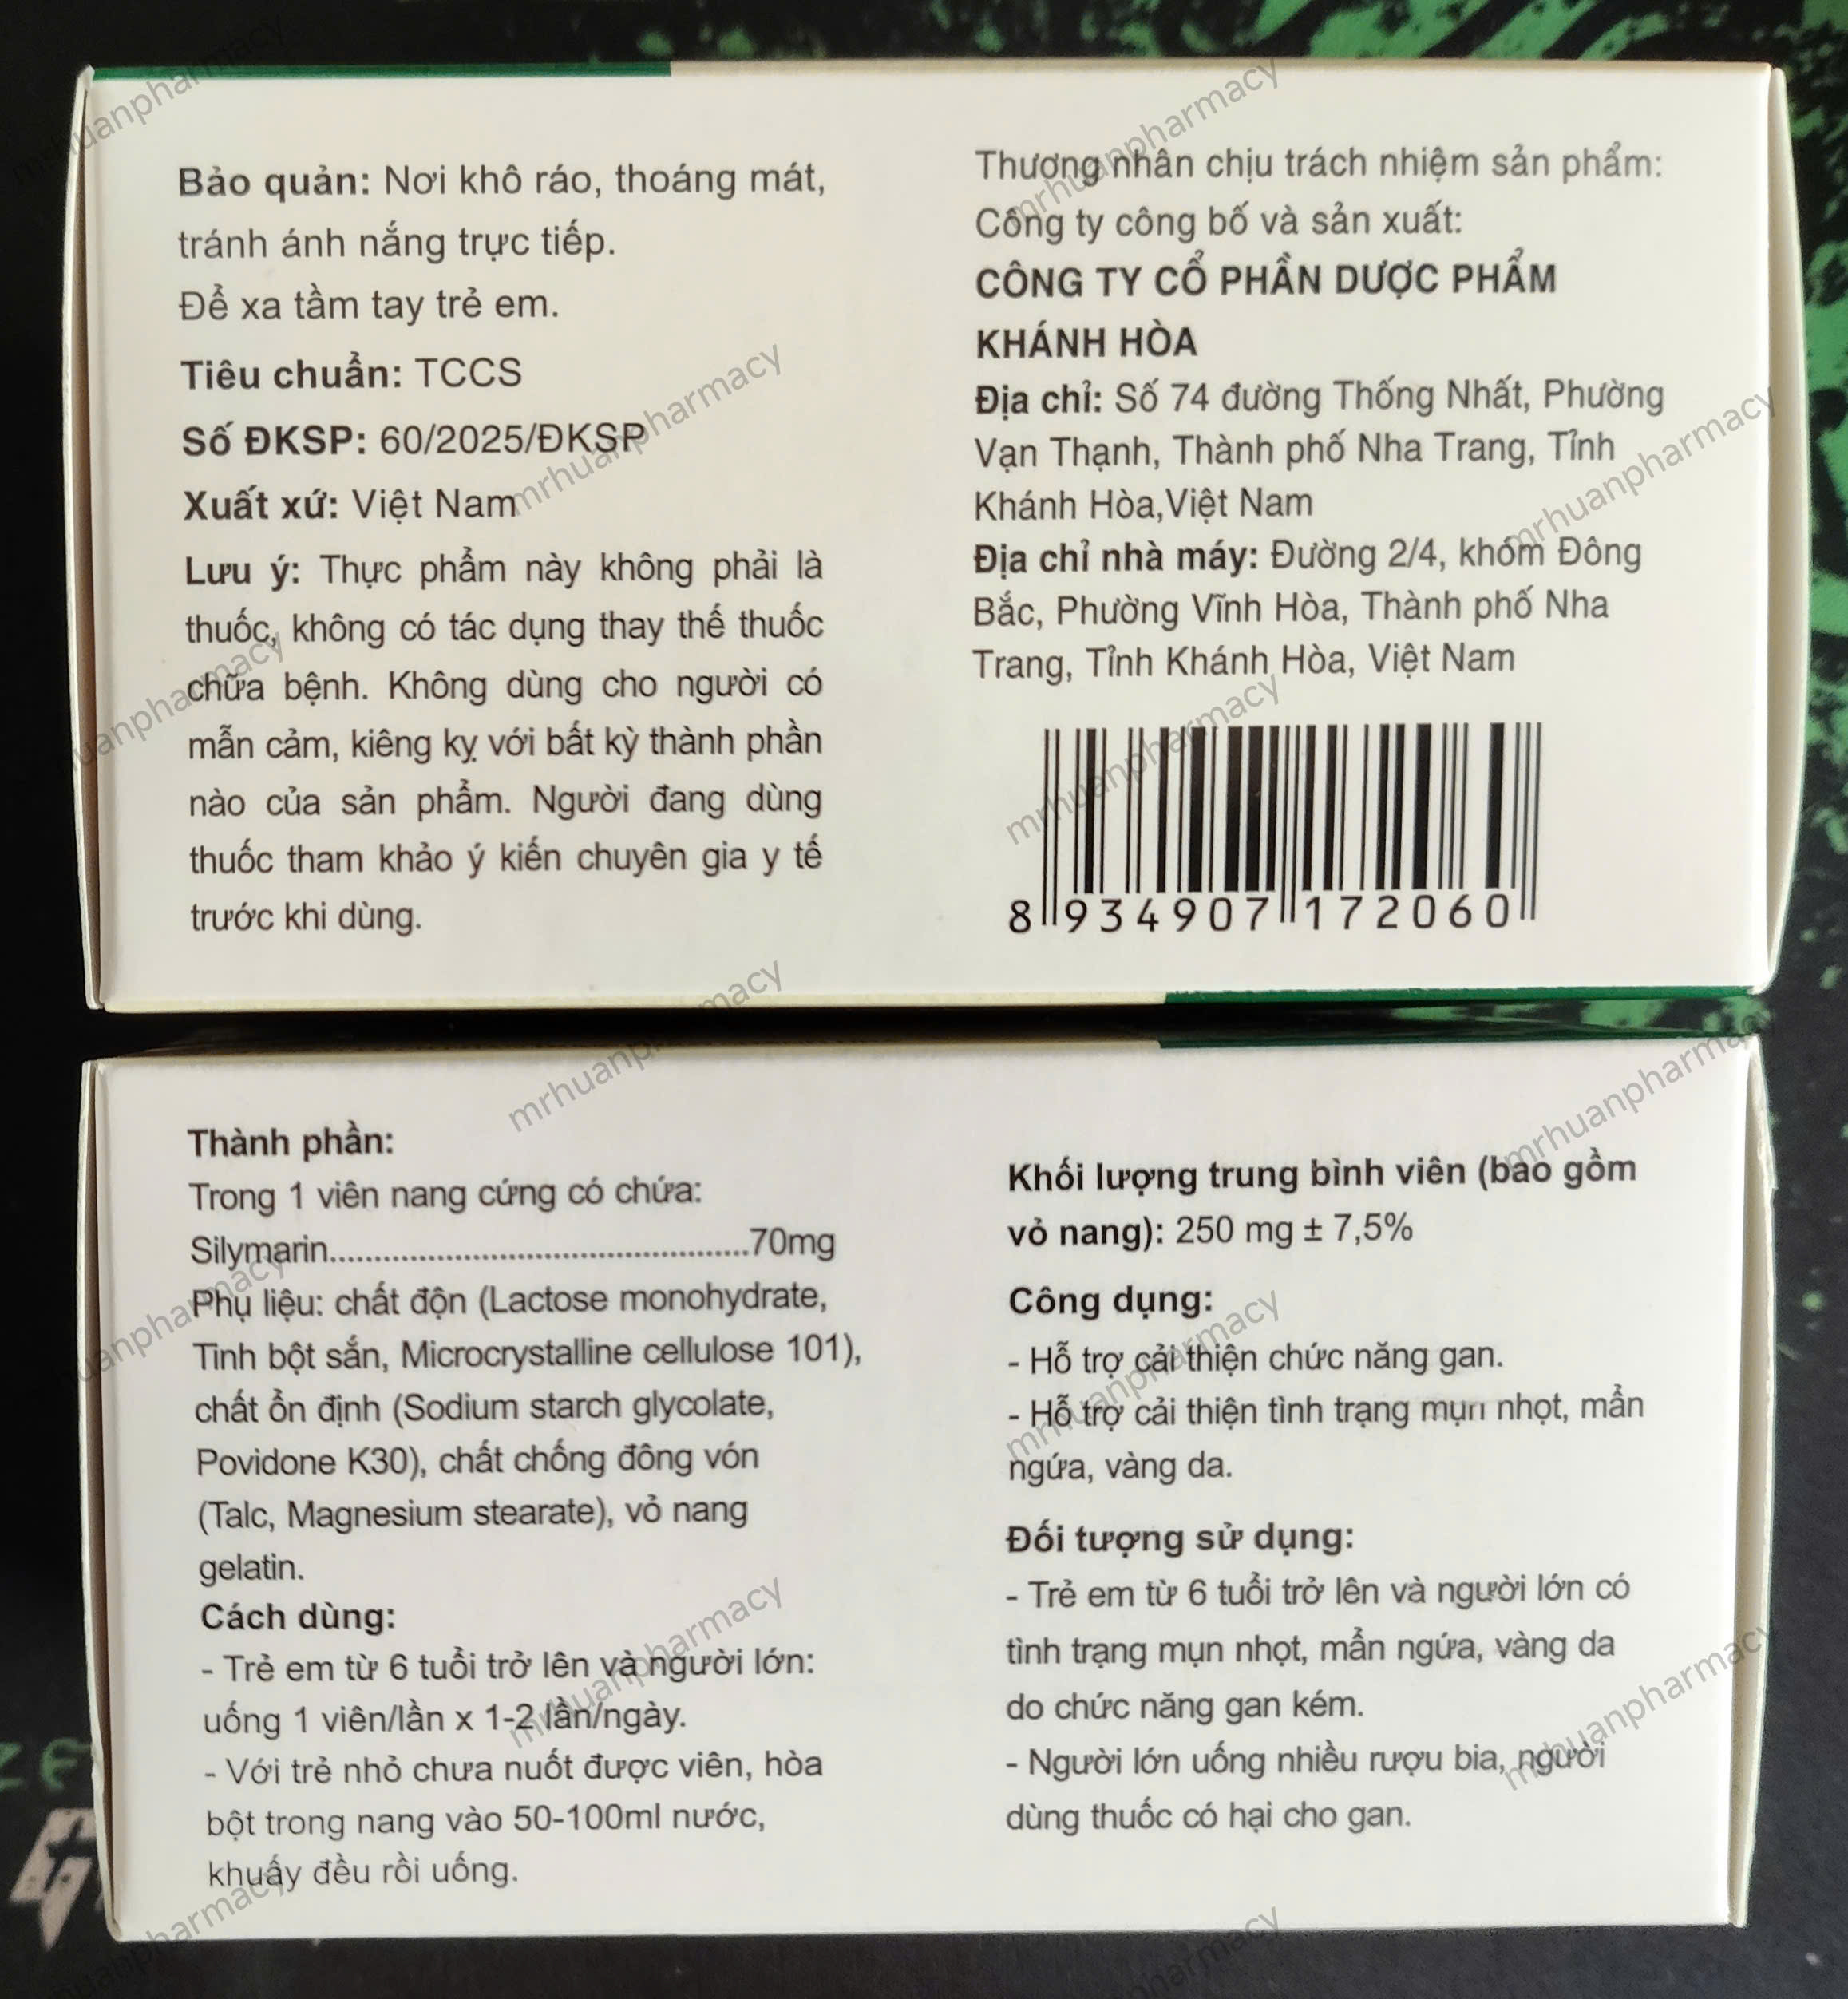 Bảo quản: Nơi khô ráo, thoáng mát,
tránh ánh nắng trực tiếp.
Để xa tầm tay trẻ em.
Tiêu chuẩn: TCCS
Số ĐKSP: 60/2025/ĐKSP
Xuất xứ: Việt Nam
Lưu ý: Thực phẩm này không phải là
thuốc, không có tác dụng thay thế thuốc
chữa bệnh. Không dùng cho người có
mẫn cảm, kiêng kỵ với bất kỳ thành phần
nào của sản phẩm. Người đang dùng
thuốc tham khảo ý kiến chuyên gia y tế
trước khi dùng.
Thương nhân chịu trách nhiệm sản phẩm:
Công ty công bố và sản xuất:
CÔNG TY CỔ PHẦN DƯỢC PHẨM
KHÁNH HÒA
Địa chỉ: Số 74 đường Thống Nhất, Phường
Vạn Thạnh, Thành phố Nha Trang, Tỉnh
Khánh Hòa,Việt Nam
Địa chỉ nhà máy: Đường 2/4, khóm Đông
Bắc, Phường Vĩnh Hòa, Thành phố Nha
Trang, Tỉnh Khánh Hòa, Việt Nam
8 934907 172060
Thành phần:
Trong 1 viên nang cứng có chứa:
Silymarin...............................................70mg
Phụ liệu: chất độn (Lactose monohydrate,
Tinh bột sắn, Microcrystalline cellulose 101),
chất ổn định (Sodium starch glycolate,
Povidone K30), chất chống đông vón
(Talc, Magnesium stearate), vỏ nang
gelatin.
Cách dùng:
- Trẻ em từ 6 tuổi trở lên và người lớn:
uống 1 viên/lần x 1-2 lần/ngày.
- Với trẻ nhỏ chưa nuốt được viên, hòa
bột trong nang vào 50-100ml nước,
khuấy đều rồi uống.
Khối lượng trung bình viên (bao gồm
vỏ nang): 250 mg ± 7,5%
Công dụng:
- Hỗ trợ cải thiện chức năng gan.
- Hỗ trợ cải thiện tình trạng mụn nhọt, mẩn
ngứa, vàng da.
Đối tượng sử dụng:
- Trẻ em từ 6 tuổi trở lên và người lớn có
tình trạng mụn nhọt, mẩn ngứa, vàng da
do chức năng gan kém.
- Người lớn uống nhiều rượu bia, người
dùng thuốc có hại cho gan.
mrhuanpharmacy
mrhuanpharmacy
mrhuanpharmacy
mrhuanpharmacy
mrhuanpharmacy
mrhuanpharmacy
mrhuanpharmacy
mrhuanpharmacy
mrhuanpharmacy
mrhuanpharmacy
mrhuanpharmacy